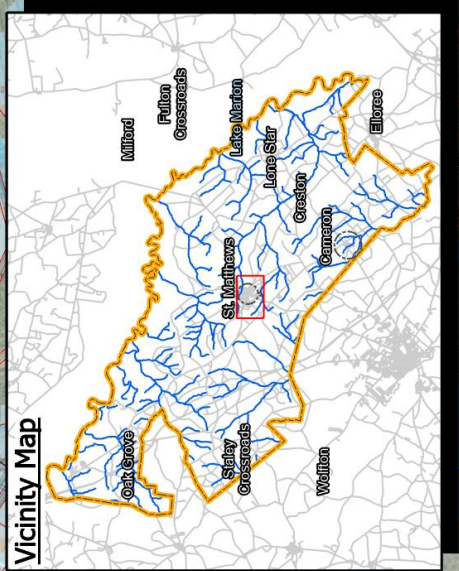 Vicinity Map
Milford
Fulton
Crossroads
Lake Marion
Lone Star
Elloree
Creston
Cameron
St. Matthews
Oak Grove
Staley
Crossroads
Wolfton